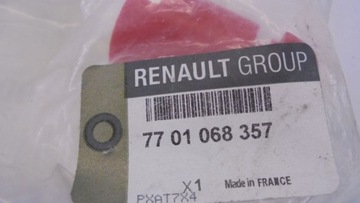 RENAULT GROUP
77 01 068 357
X1 Made in FRANCE
PXAT7X4